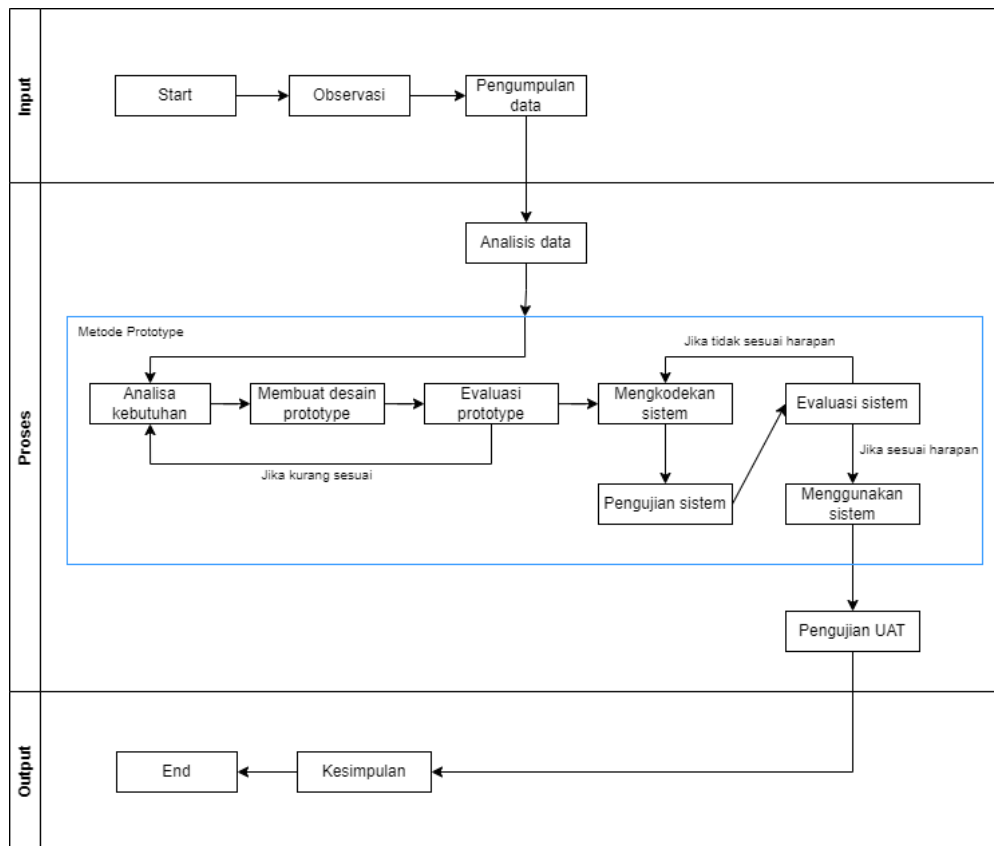 Input
Start
Observasi
Pengumpulan
data
Proses
Analisis data
Metode Prototype
Jika tidak sesuai harapan
Analisa
kebutuhan
Membuat desain
prototype
Evaluasi
prototype
Mengkodekan
sistem
Evaluasi sistem
Jika kurang sesuai
Jika sesuai harapan
Pengujian sistem
Menggunakan
sistem
Pengujian UAT
Output
End
Kesimpulan